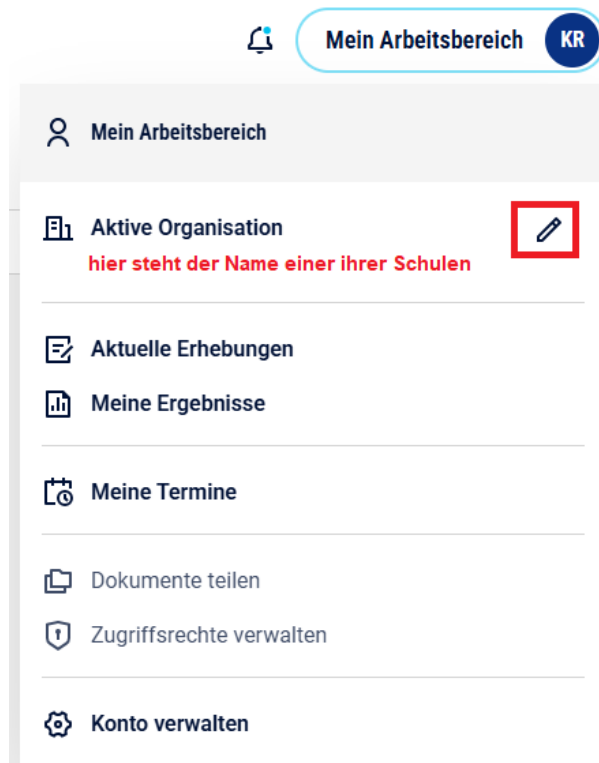 Mein Arbeitsbereich KR
Mein Arbeitsbereich
Aktive Organisation
hier steht der Name einer ihrer Schulen
Aktuelle Erhebungen
Meine Ergebnisse
Meine Termine
Dokumente teilen
Zugriffsrechte verwalten
Konto verwalten